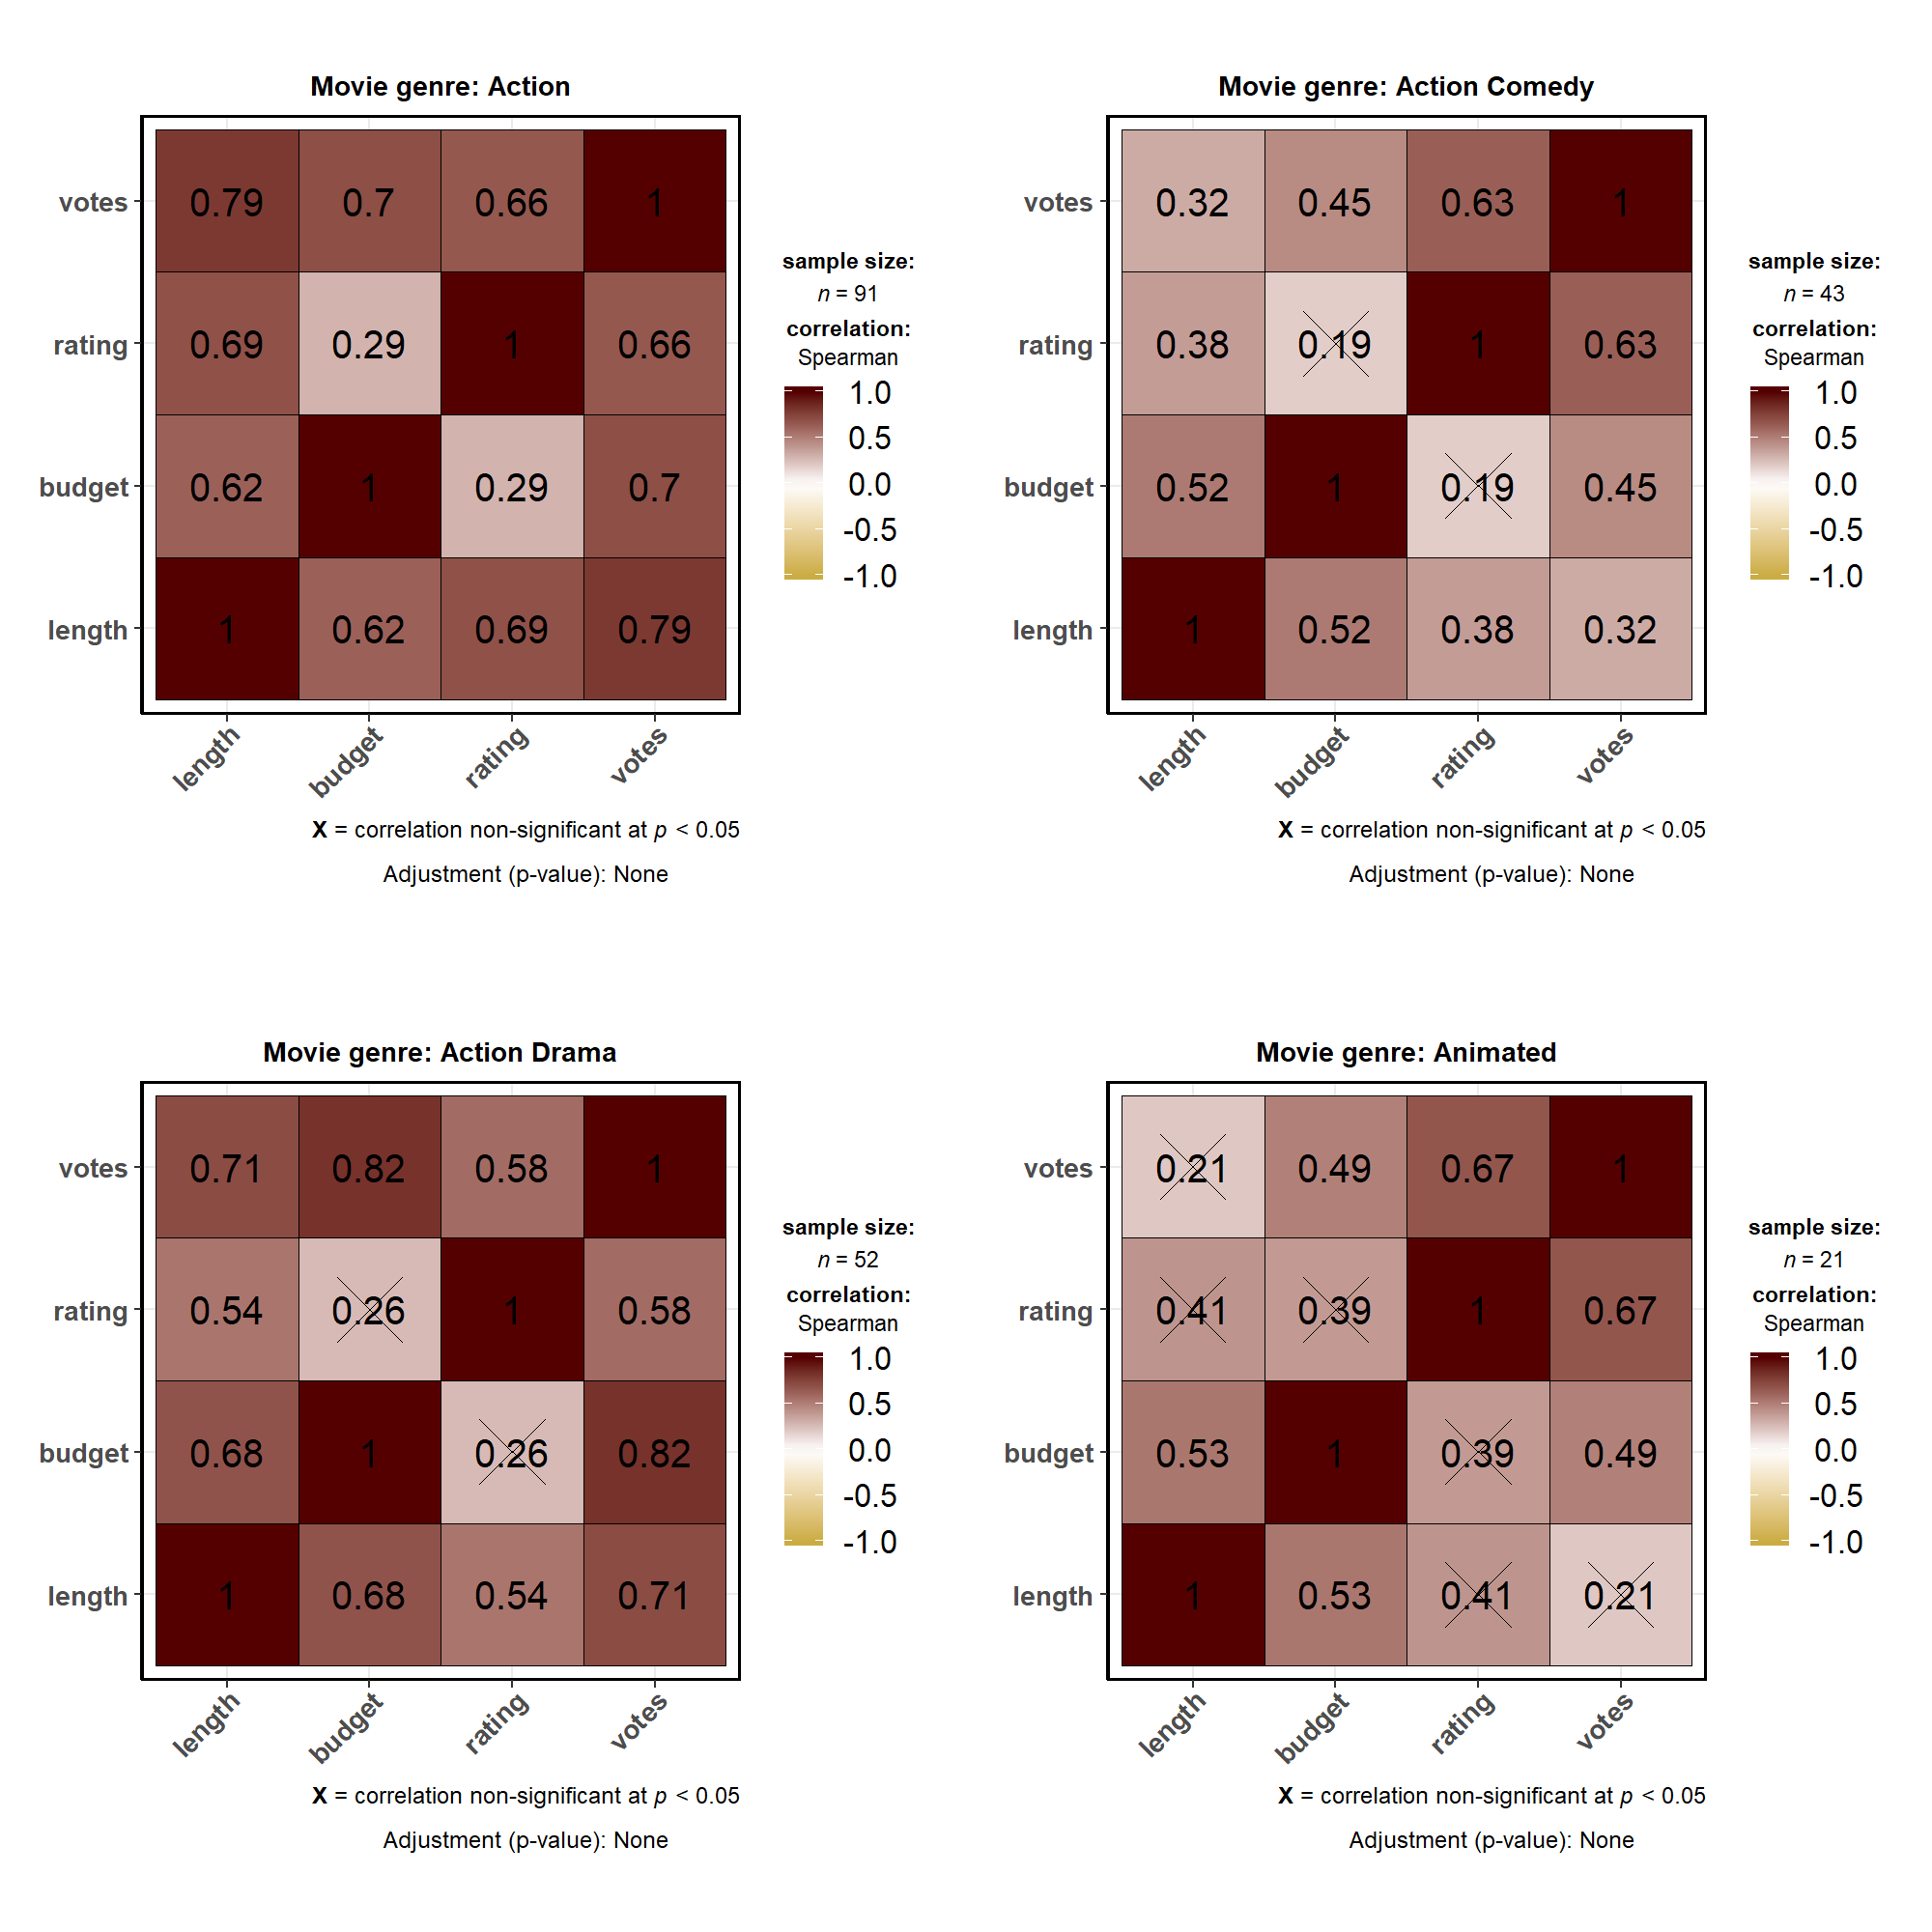 Movie genre: Action
votes 0.79 0.7 0.66 1
rating 0.69 0.29 1 0.66
budget 0.62 1 0.29 0.7
length 1 0.62 0.69 0.79
length budget rating votes
sample size:
n = 91
correlation:
Spearman
1.0
0.5
0.0
-0.5
-1.0
X = correlation non-significant at p < 0.05
Adjustment (p-value): None
Movie genre: Action Comedy
votes 0.32 0.45 0.63 1
rating 0.38 0.19 1 0.63
budget 0.52 1 0.19 0.45
length 1 0.52 0.38 0.32
length budget rating votes
sample size:
n = 43
correlation:
Spearman
1.0
0.5
0.0
-0.5
-1.0
X = correlation non-significant at p < 0.05
Adjustment (p-value): None
Movie genre: Action Drama
votes 0.71 0.82 0.58 1
rating 0.54 0.26 1 0.58
budget 0.68 1 0.26 0.82
length 1 0.68 0.54 0.71
length budget rating votes
sample size:
n = 52
correlation:
Spearman
1.0
0.5
0.0
-0.5
-1.0
X = correlation non-significant at p < 0.05
Adjustment (p-value): None
Movie genre: Animated
votes 0.21 0.49 0.67 1
rating 0.41 0.39 1 0.67
budget 0.53 1 0.39 0.49
length 1 0.53 0.41 0.21
length budget rating votes
sample size:
n = 21
correlation:
Spearman
1.0
0.5
0.0
-0.5
-1.0
X = correlation non-significant at p < 0.05
Adjustment (p-value): None